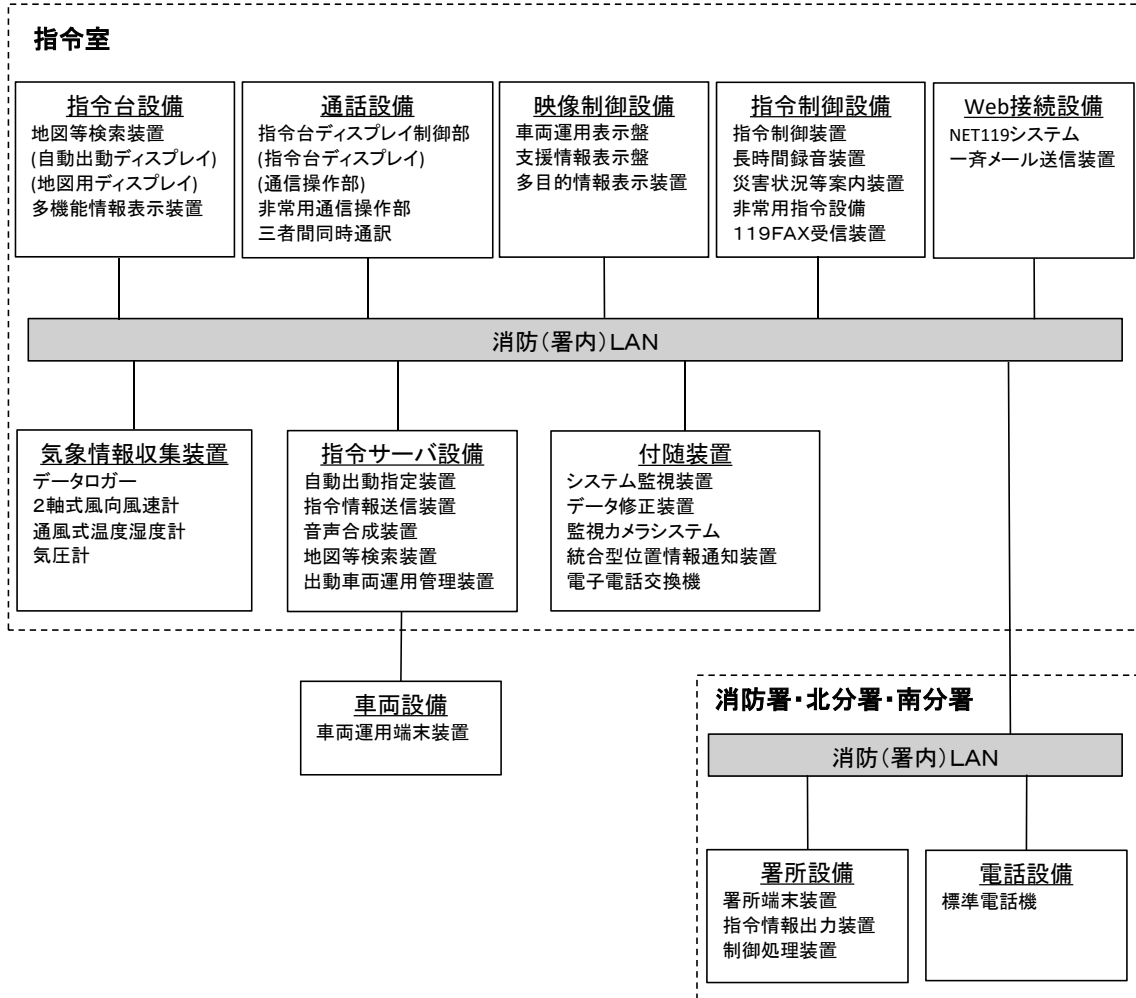 指令室
指令台設備
地図等検索装置
(自動出動ディスプレイ)
(地図用ディスプレイ)
多機能情報表示装置
通話設備
指令台ディスプレイ制御部
(指令台ディスプレイ)
(通信操作部)
非常用通信操作部
三者間同時通訳
映像制御設備
車両運用表示盤
支援情報表示盤
多目的情報表示装置
指令制御設備
指令制御装置
長時間録音装置
災害状況等案内装置
非常用指令設備
119FAX受信装置
Web接続設備
NET119システム
一斉メール送信装置
消防(署内)LAN
気象情報収集装置
データロガー
2軸式風向風速計
通風式温度湿度計
気圧計
指令サーバ設備
自動出動指定装置
指令情報送信装置
音声合成装置
地図等検索装置
出動車両運用管理装置
付随装置
システム監視装置
データ修正装置
監視カメラシステム
統合型位置情報通知装置
電子電話交換機
車両設備
車両運用端末装置
消防署・北分署・南分署
消防(署内)LAN
署所設備
署所端末装置
指令情報出力装置
制御処理装置
電話設備
標準電話機